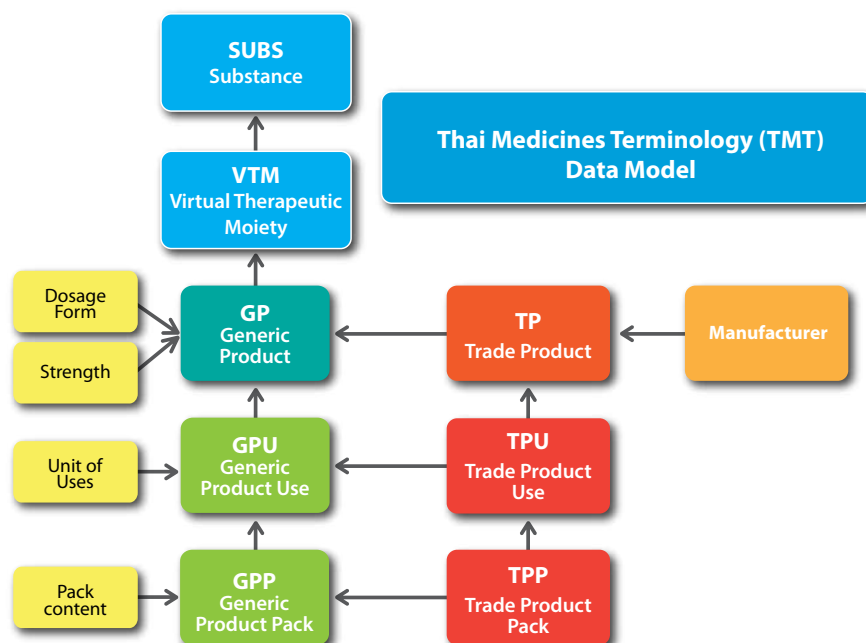 SUBS
Substance
Thai Medicines Terminology (TMT)
Data Model
VTM
Virtual Therapeutic
Moiety
Dosage
Form
Strength
GP
Generic
Product
TP
Trade Product
Manufacturer
Unit of
Uses
GPU
Generic
Product Use
TPU
Trade Product
Use
Pack
content
GPP
Generic
Product Pack
TPP
Trade Product
Pack